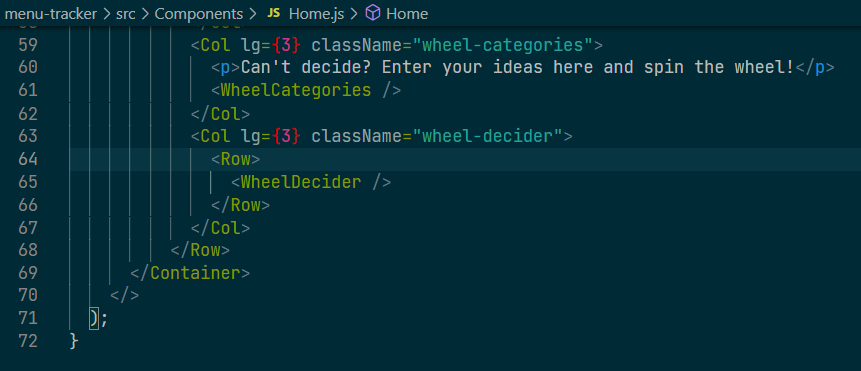 menu-tracker > src > Components > JS Home.js > Home
59 <Col lg={3} className="wheel-categories">
60 <p>Can't decide? Enter your ideas here and spin the wheel!</p>
61 <WheelCategories />
62 </Col>
63 <Col lg={3} className="wheel-decider">
64 <Row>
65 <WheelDecider />
66 </Row>
67 </Col>
68 </Row>
69 </Container>
70 </>
71 );
72 }